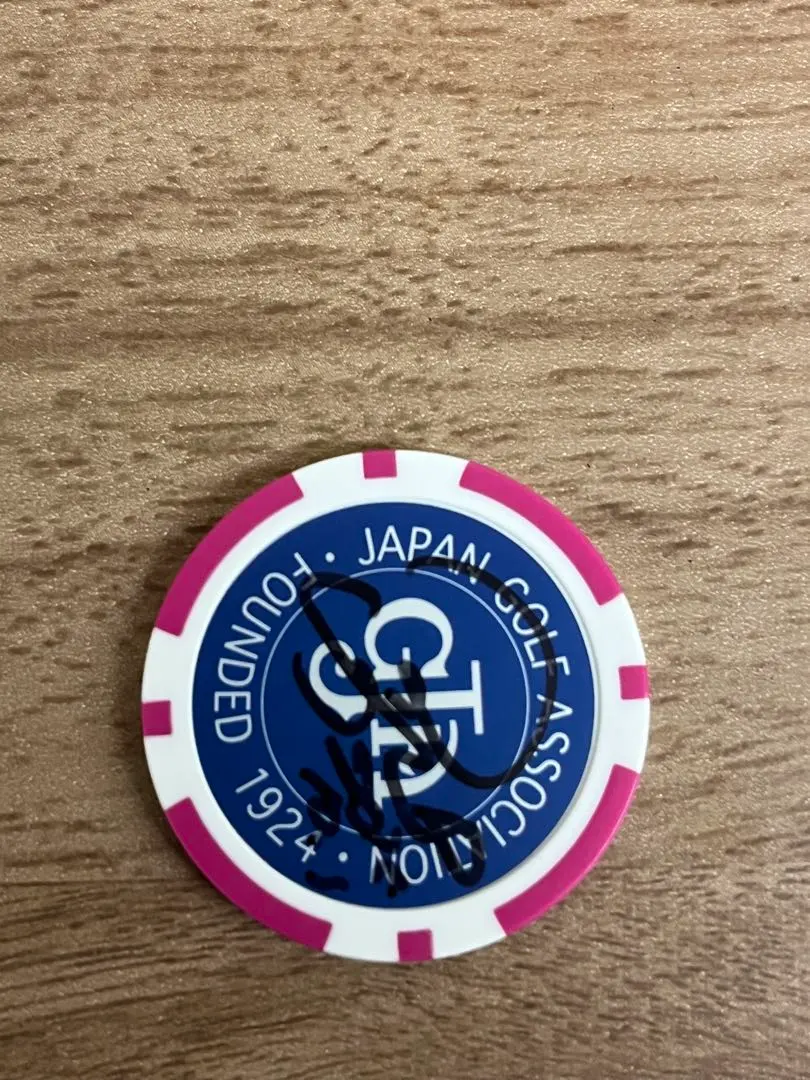 JAPAN GOLF ASSOCIATION · FOUNDED 1924 ·
JGA